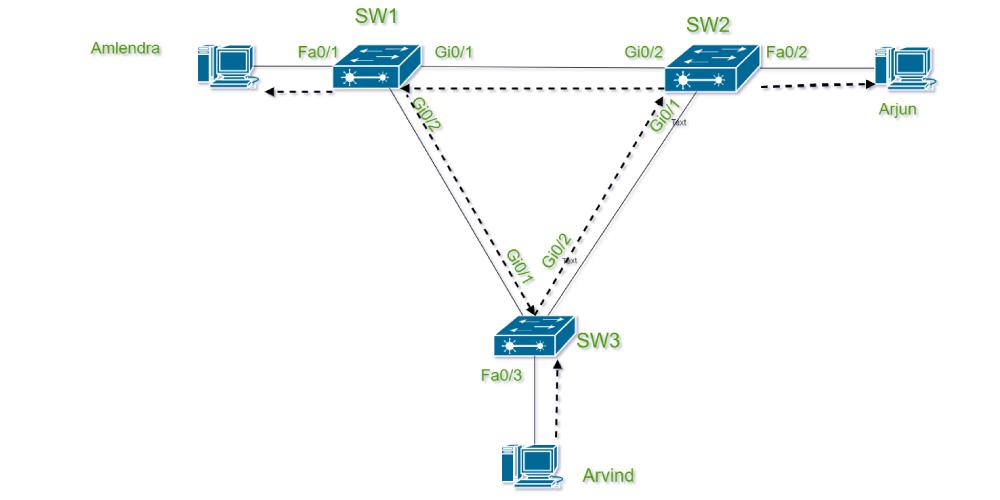 SW1
SW2
Amlendra
Fa0/1
Gi0/1
Gi0/2
Fa0/2
Arjun
Gi0/2
Gi0/1
Text
Gi0/1
Gi0/2
Text
SW3
Fa0/3
Arvind